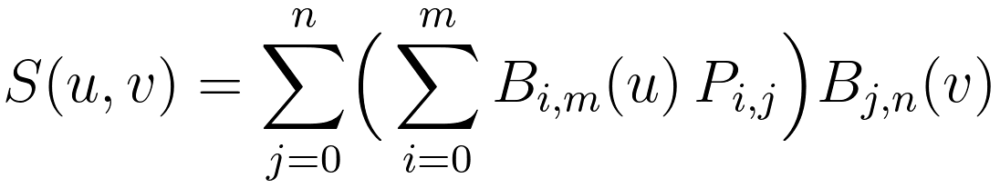 S(u, v) = \sum_{j=0}^{n} \Big( \sum_{i=0}^{m} B_{i,m}(u) \, P_{i,j} \Big) B_{j,n}(v)